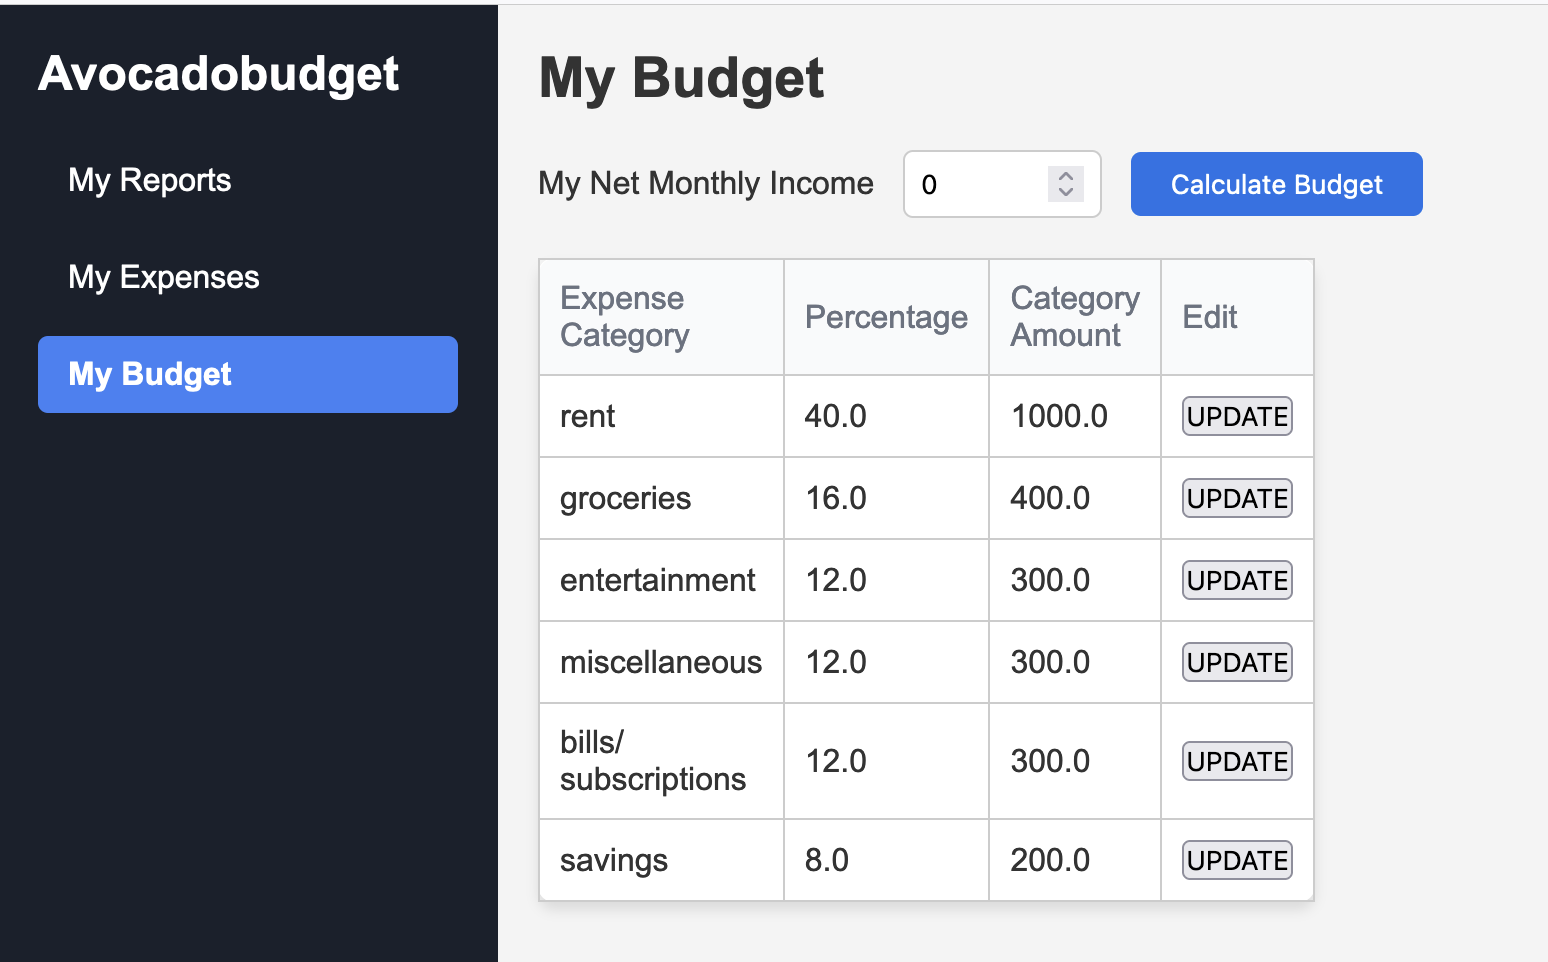 Avocadobudget
My Reports
My Expenses
My Budget
My Budget
My Net Monthly Income 0 Calculate Budget
Expense
Category
Percentage
Category
Amount
Edit
rent 40.0 1000.0 UPDATE
groceries 16.0 400.0 UPDATE
entertainment 12.0 300.0 UPDATE
miscellaneous 12.0 300.0 UPDATE
bills/
subscriptions
12.0 300.0 UPDATE
savings 8.0 200.0 UPDATE